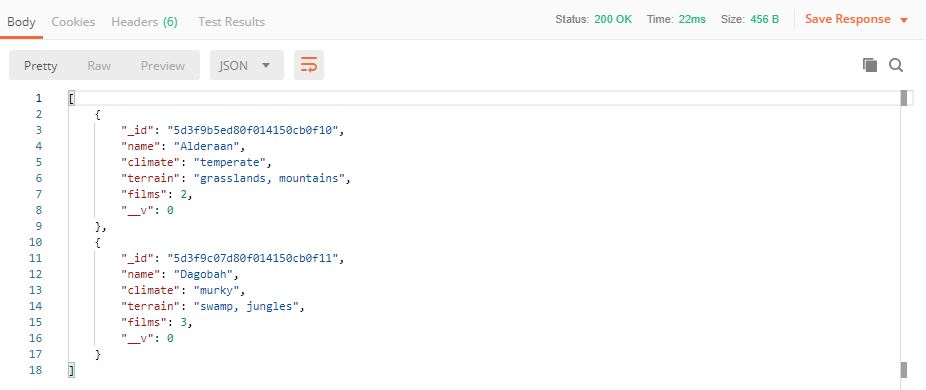 Body Cookies Headers (6) Test Results Status: 200 OK Time: 22ms Size: 456 B Save Response
Pretty Raw Preview JSON
1 [
2 {
3 "_id": "5d3f9b5ed80f014150cb0f10",
4 "name": "Alderaan",
5 "climate": "temperate",
6 "terrain": "grasslands, mountains",
7 "films": 2,
8 "__v": 0
9 },
10 {
11 "_id": "5d3f9c07d80f014150cb0f11",
12 "name": "Dagobah",
13 "climate": "murky",
14 "terrain": "swamp, jungles",
15 "films": 3,
16 "__v": 0
17 }
18 ]